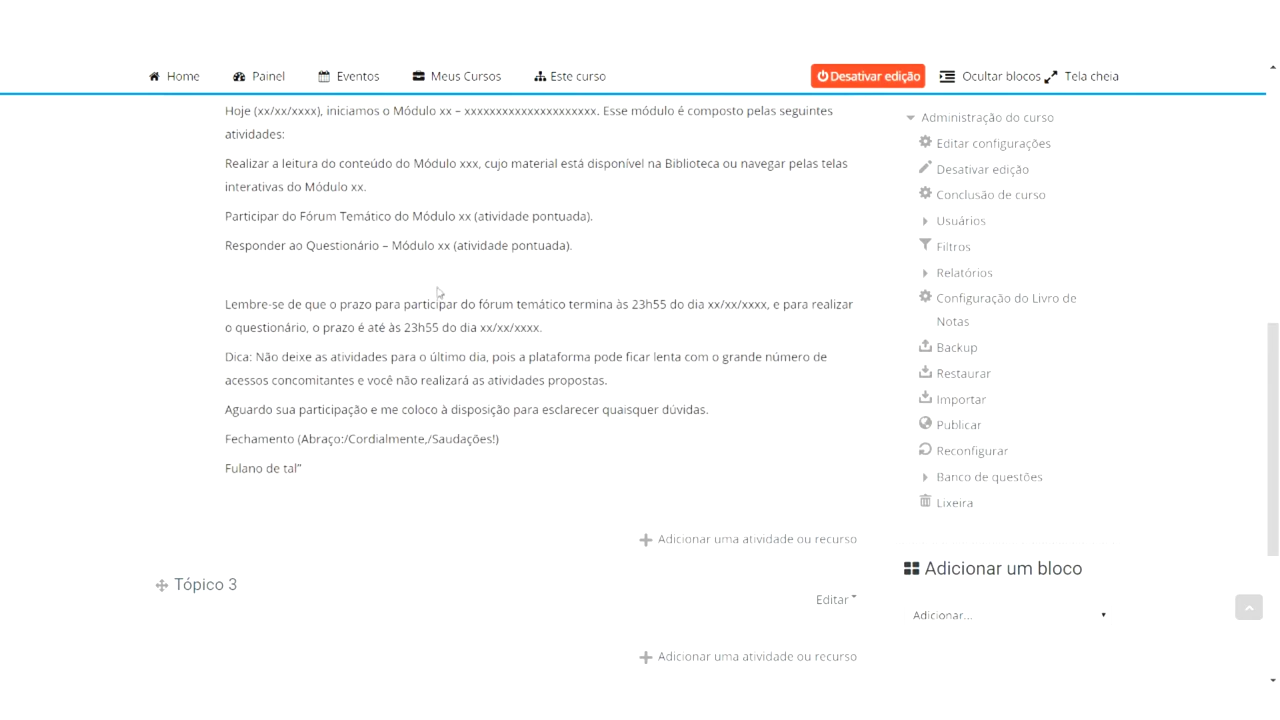 Home Painel Eventos Meus Cursos Este curso Desativar edição Ocultar blocos Tela cheia
Hoje (xx/xx/xxxx), iniciamos o Módulo xx – xxxxxxxxxxxxxxxxxxxxx. Esse módulo é composto pelas seguintes
atividades:
Realizar a leitura do conteúdo do Módulo xxx, cujo material está disponível na Biblioteca ou navegar pelas telas
interativas do Módulo xx.
Participar do Fórum Temático do Módulo xx (atividade pontuada).
Responder ao Questionário – Módulo xx (atividade pontuada).
Lembre-se de que o prazo para participar do fórum temático termina às 23h55 do dia xx/xx/xxxx, e para realizar
o questionário, o prazo é até às 23h55 do dia xx/xx/xxxx.
Dica: Não deixe as atividades para o último dia, pois a plataforma pode ficar lenta com o grande número de
acessos concomitantes e você não realizará as atividades propostas.
Aguardo sua participação e me coloco à disposição para esclarecer quaisquer dúvidas.
Fechamento (Abraço:/Cordialmente,/Saudações!)
Fulano de tal"
Adicionar uma atividade ou recurso
Tópico 3
Editar
Adicionar uma atividade ou recurso
Administração do curso
Editar configurações
Desativar edição
Conclusão de curso
Usuários
Filtros
Relatórios
Configuração do Livro de
Notas
Backup
Restaurar
Importar
Publicar
Reconfigurar
Banco de questões
Lixeira
Adicionar um bloco
Adicionar...